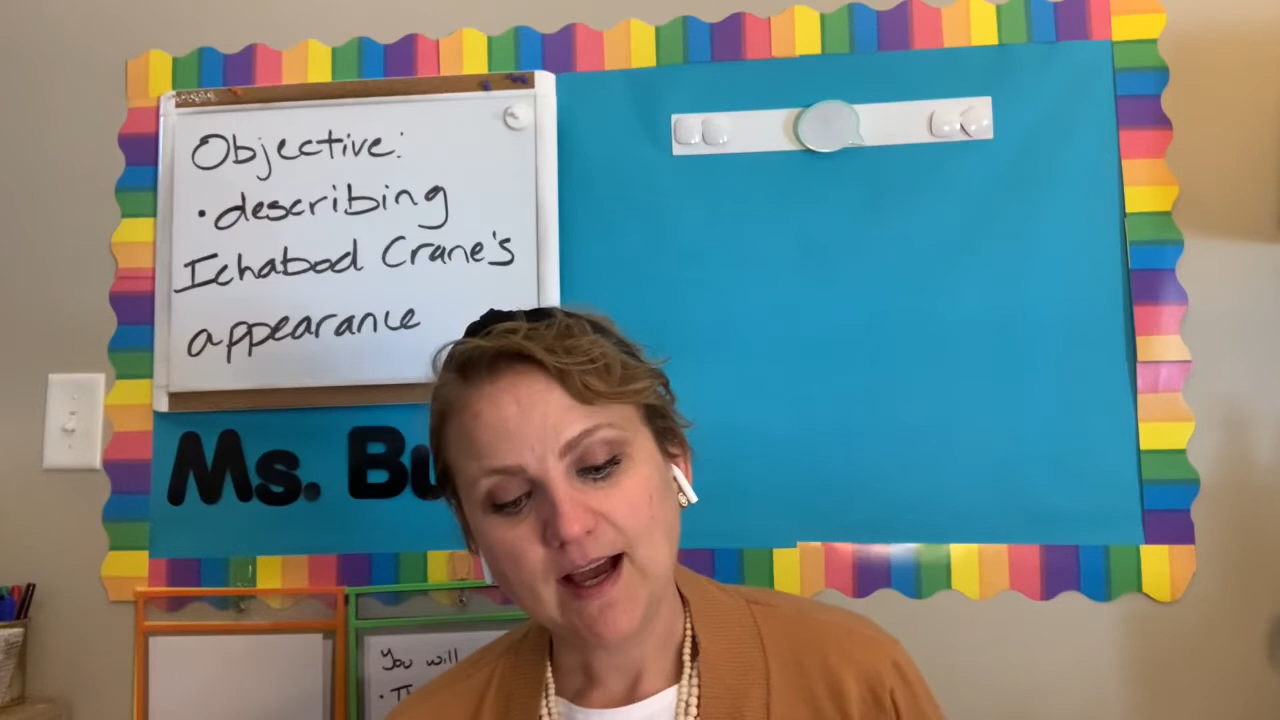 Objective:
• describing
Ichabod Crane's
appearance
Ms. Bu
You will
• T